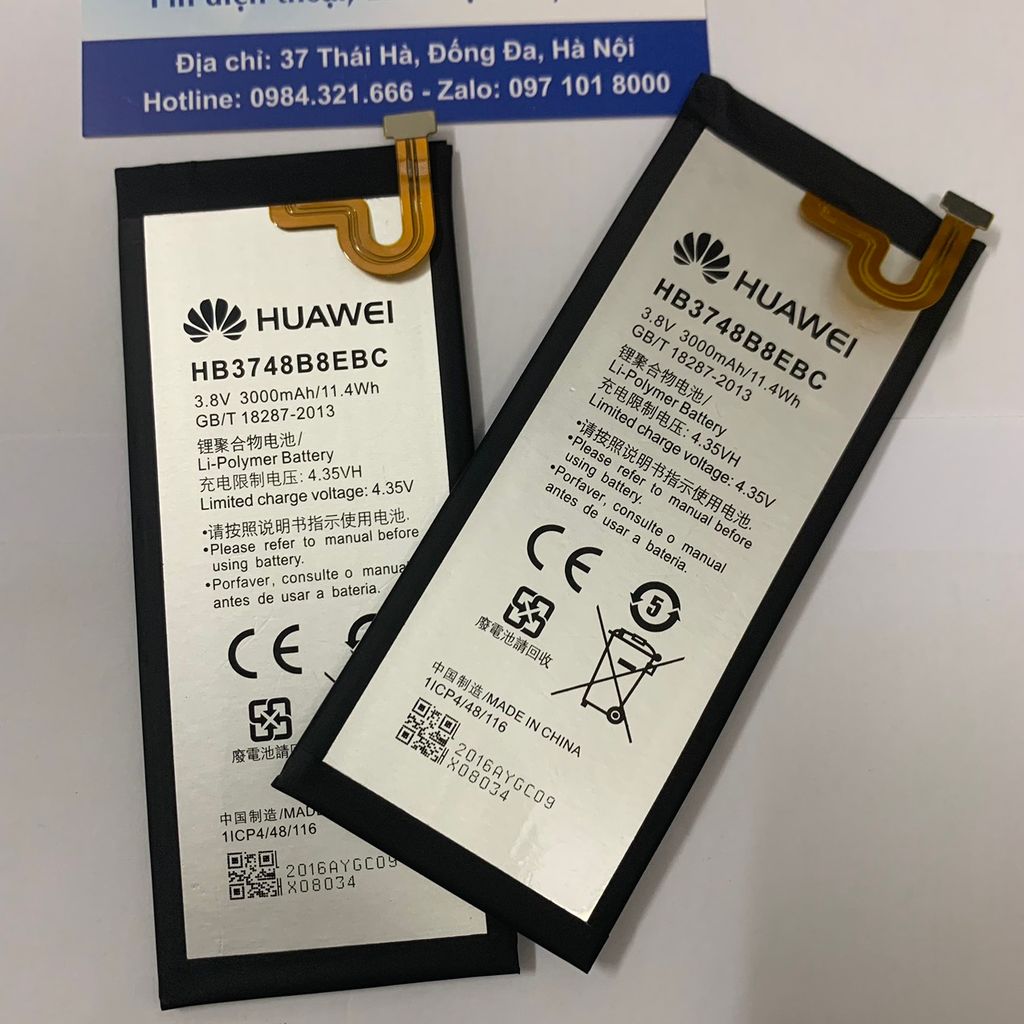 Địa chỉ: 37 Thái Hà, Đống Đa, Hà Nội
Hotline: 0984.321.666 - Zalo: 097 101 8000
HUAWEI
HB3748B8EBC
3.8V 3000mAh/11.4Wh
GB/T 18287-2013
锂聚合物电池/
Li-Polymer Battery
充电限制电压: 4.35VH
Limited charge voltage: 4.35V
•请按照说明书指示使用电池.
•Please refer to manual before
using battery.
•Porfaver, consulte o manua
antes de usar a bateria.
CE
廢電池請
中国制造/MAD
1ICP4/48/116
2016AYGC09
X08034
HUAWEI
HB3748B8EBC
3.8V 3000mAh/11.4Wh
GB/T 18287-2013
锂聚合物电池/
Li-Polymer Battery
充电限制电压: 4.35VH
Limited charge voltage: 4.35V
•请按照说明书指示使用电池.
•Please refer to manual before
using battery.
•Porfaver, consulte o manual
antes de usar a bateria.
CE
5
廢電池請回收
中国制造/MADE IN CHINA
1ICP4/48/116
2016AYGC09
X08034